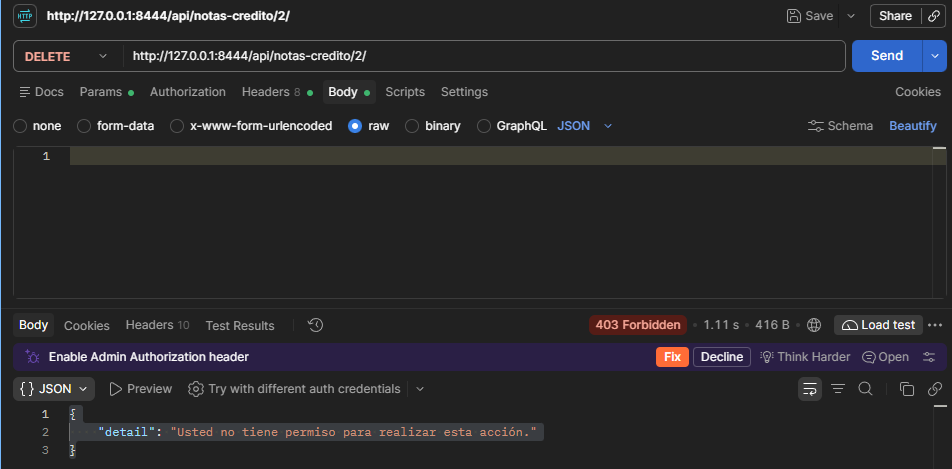 HTTP http://127.0.0.1:8444/api/notas-credito/2/ Save Share
DELETE http://127.0.0.1:8444/api/notas-credito/2/ Send
Docs Params Authorization Headers 8 Body Scripts Settings Cookies
none form-data x-www-form-urlencoded raw binary GraphQL JSON Schema Beautify
1
Body Cookies Headers 10 Test Results 403 Forbidden • 1.11 s • 416 B • Load test
Enable Admin Authorization header Fix Decline Think Harder Open
{} JSON Preview Try with different auth credentials
1 {
2 "detail": "Usted no tiene permiso para realizar esta acción."
3 }